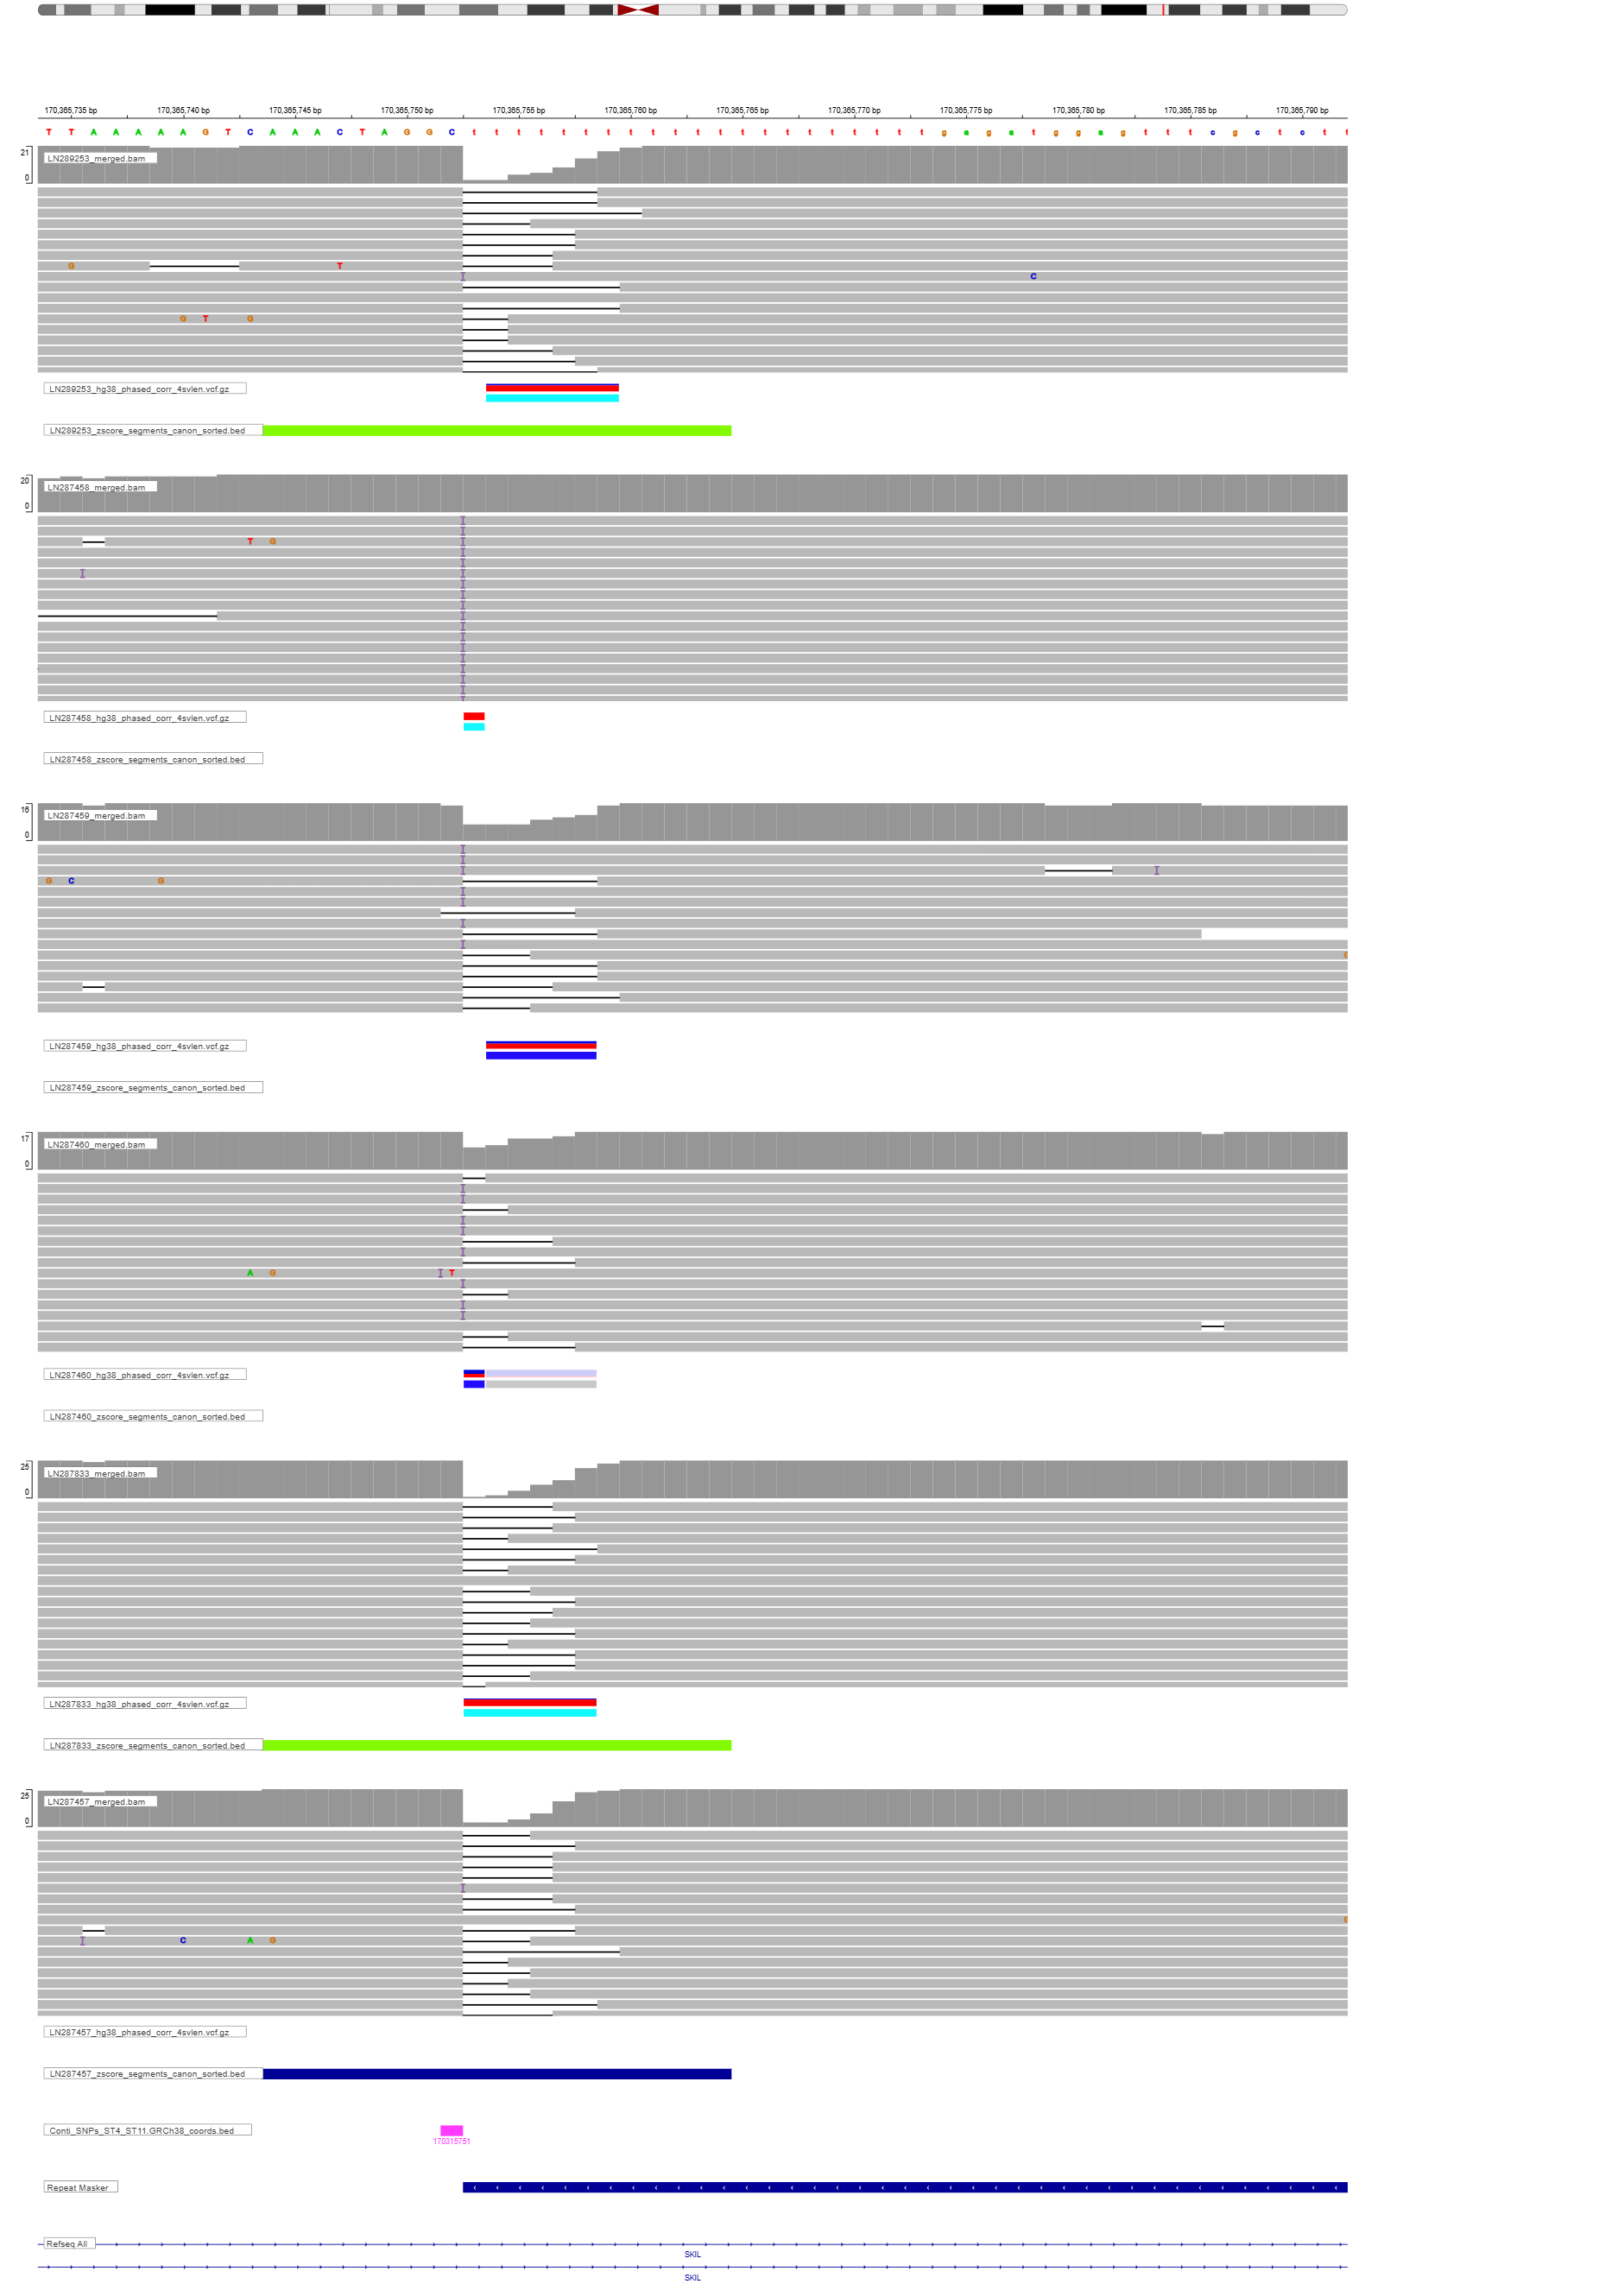 170,365,735 bp 170,365,740 bp 170,365,745 bp 170,365,750 bp 170,365,755 bp 170,365,760 bp 170,365,765 bp 170,365,770 bp 170,365,775 bp 170,365,780 bp 170,365,785 bp 170,365,790 bp
T T A A A A A G T C A A A C T A G G C t t t t t t t t t t t t t t t t t t t t t g a g a t g g a g t t t c g c t c t t t
21
LN289253_merged.bam
0
G T
C
G T G
LN289253_hg38_phased_corr_4svlen.vcf.gz
LN289253_zscore_segments_canon_sorted.bed
20
LN287458_merged.bam
0
T G
LN287458_hg38_phased_corr_4svlen.vcf.gz
LN287458_zscore_segments_canon_sorted.bed
16
LN287459_merged.bam
0
G C G
G
LN287459_hg38_phased_corr_4svlen.vcf.gz
LN287459_zscore_segments_canon_sorted.bed
17
LN287460_merged.bam
0
A G T
LN287460_hg38_phased_corr_4svlen.vcf.gz
LN287460_zscore_segments_canon_sorted.bed
25
LN287833_merged.bam
0
LN287833_hg38_phased_corr_4svlen.vcf.gz
LN287833_zscore_segments_canon_sorted.bed
25
LN287457_merged.bam
0
G
C A G
LN287457_hg38_phased_corr_4svlen.vcf.gz
LN287457_zscore_segments_canon_sorted.bed
Conti_SNPs_ST4_ST11.GRCh38_coords.bed
170315751
Repeat Masker
Refseq All
SKIL
SKIL